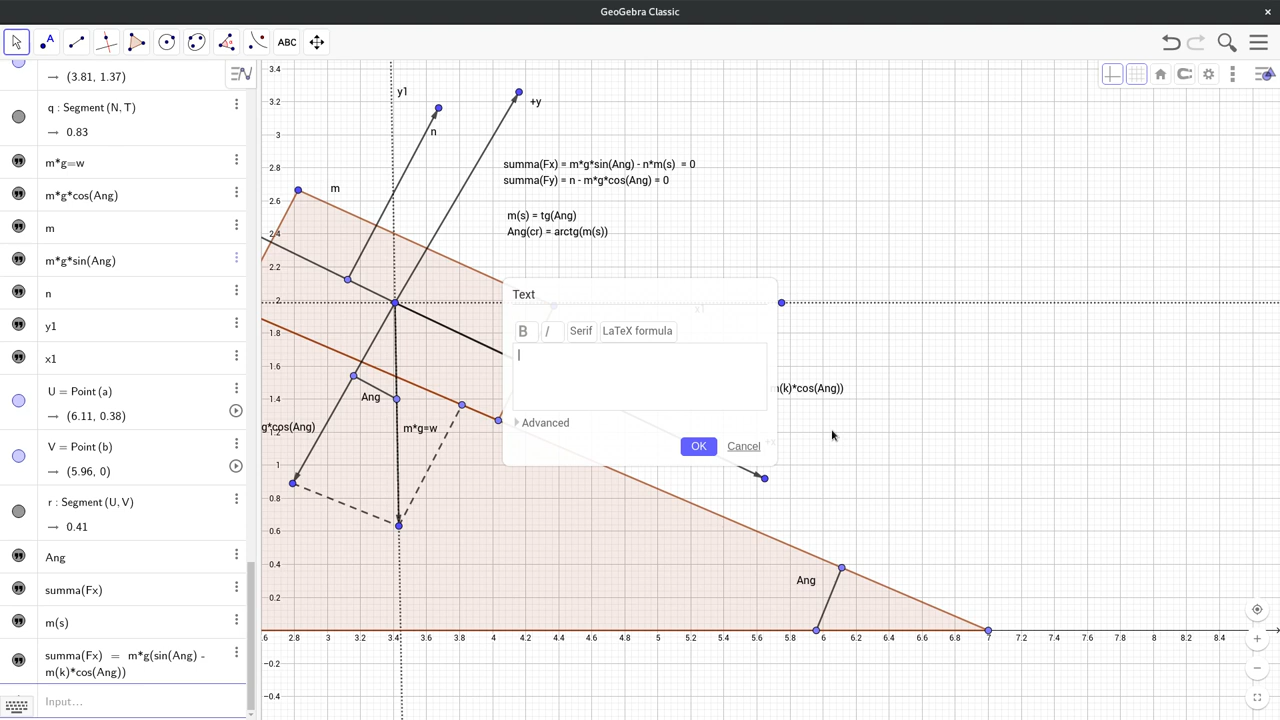 GeoGebra Classic
×
ABC
→ (3.81, 1.37)
q : Segment(N, T)
→ 0.83
m*g=w
m*g*cos(Ang)
m
m*g*sin(Ang)
n
y1
x1
U = Point(a)
→ (6.11, 0.38)
V = Point(b)
→ (5.96, 0)
r : Segment(U, V)
→ 0.41
Ang
summa(Fx)
m(s)
summa(Fx) = m*g(sin(Ang) -
m(k)*cos(Ang))
Input…
y1
+y
n
m
summa(Fx) = m*g*sin(Ang) - n*m(s) = 0
summa(Fy) = n - m*g*cos(Ang) = 0
m(s) = tg(Ang)
Ang(cr) = arctg(m(s))
Text
x1
B
I
Serif
LaTeX formula
m(k)*cos(Ang))
Advanced
OK
Cancel
+x
Ang
g*cos(Ang)
m*g=w
Ang
3.4
3.2
3
2.8
2.6
2.4
2.2
2
1.8
1.6
1.4
1.2
1
0.8
0.6
0.4
0.2
−0.2
−0.4
2.6 2.8 3 3.2 3.4 3.6 3.8 4 4.2 4.4 4.6 4.8 5 5.2 5.4 5.6 5.8 6 6.2 6.4 6.6 6.8 7 7.2 7.4 7.6 7.8 8 8.2 8.4